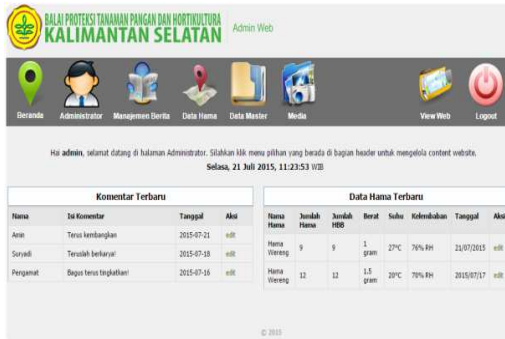 BALAI PROTEKSI TANAMAN PANGAN DAN HORTIKULTURA
KALIMANTAN SELATAN
Admin Web
Beranda Administrator Manajemen Berita Data Hama Data Master Media View Web Logout
Hai admin, selamat datang di halaman Administrator. Silahkan klik menu pilihan yang berada di bagian header untuk mengelola content website.
Selasa, 21 Juli 2015, 11:23:53 WIB
Komentar Terbaru
Nama Isi Komentar Tanggal Aksi
Amin Terus kembangkan 2015-07-21 edit
Suryadi Teruslah berkarya! 2015-07-18 edit
Pengamat Bagus terus tingkatkan! 2015-07-16 edit
Data Hama Terbaru
Nama Hama Jumlah Hama Jumlah HBB Berat Suhu Kelembaban Tanggal Aksi
Hama Wereng 9 9 1 gram 27°C 76% RH 21/07/2015 edit
Hama Wereng 12 12 1.5 gram 20°C 70% RH 2015/07/17 edit
© 2015